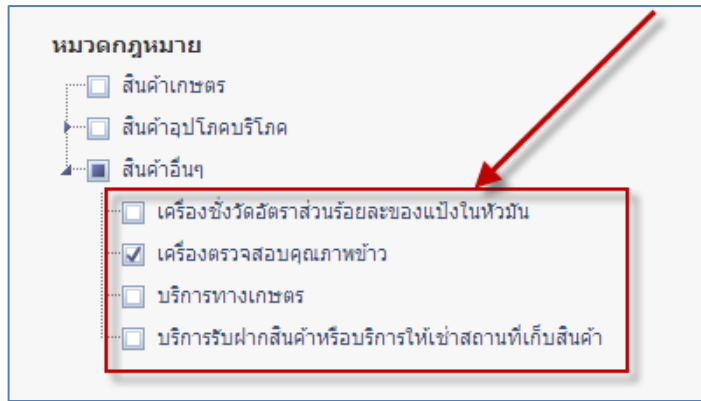 หมวดกฎหมาย
สินค้าเกษตร
สินค้าอุปโภคบริโภค
สินค้าอื่นๆ
เครื่องชั่งวัดอัตราส่วนร้อยละของแป้งในหัวมัน
เครื่องตรวจสอบคุณภาพข้าว
บริการทางเกษตร
บริการรับฝากสินค้าหรือบริการให้เช่าสถานที่เก็บสินค้า